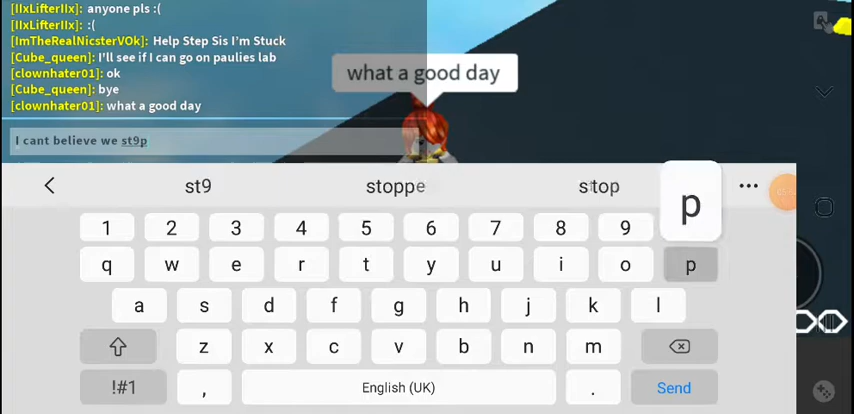 [IIxLifterIIx]: anyone pls :(
[IIxLifterIIx]: :(
[ImTheRealNicsterVOk]: Help Step Sis I'm Stuck
[Cube_queen]: I'll see if I can go on paulies lab
[clownhater01]: ok
[Cube_queen]: bye
[clownhater01]: what a good day
what a good day
I cant believe we st9p
st9 stoppe stop p
1 2 3 4 5 6 7 8 9
q w e r t y u i o p
a s d f g h j k l
z x c v b n m
!#1 , English (UK) . Send